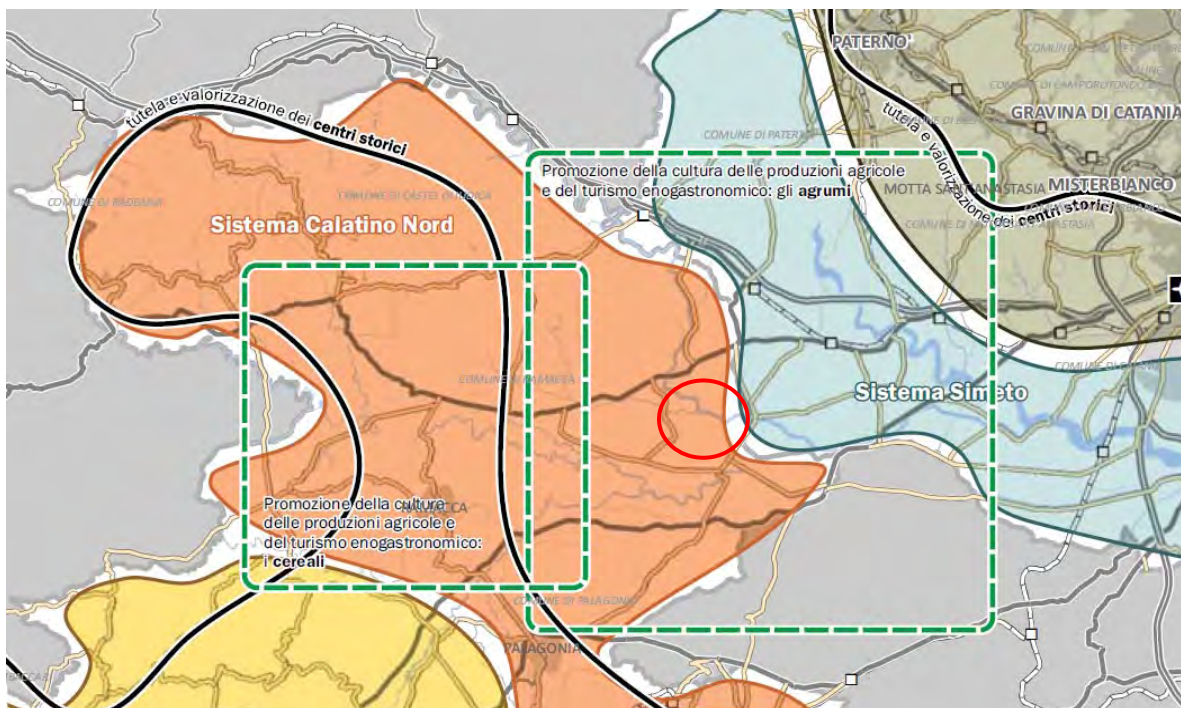 PATERNO'
GRAVINA DI CATANIA
COMUNE DI PATERNO
tutela e valorizzazione dei centri storici
tutela e valorizzazione dei centri storici
Promozione della cultura delle produzioni agricole
e del turismo enogastronomico: gli agrumi
MOTTA SANT'ANASTASIA
MISTERBIANCO
COMUNE DI CASTEL DI IUDICA
COMUNE DI RADDUSA
Sistema Calatino Nord
COMUNE DI RAMACCA
Sistema Simeto
Promozione della cultura
delle produzioni agricole e
del turismo enogastronomico:
i cereali
RAMACCA
COMUNE DI PALAGONIA
PALAGONIA